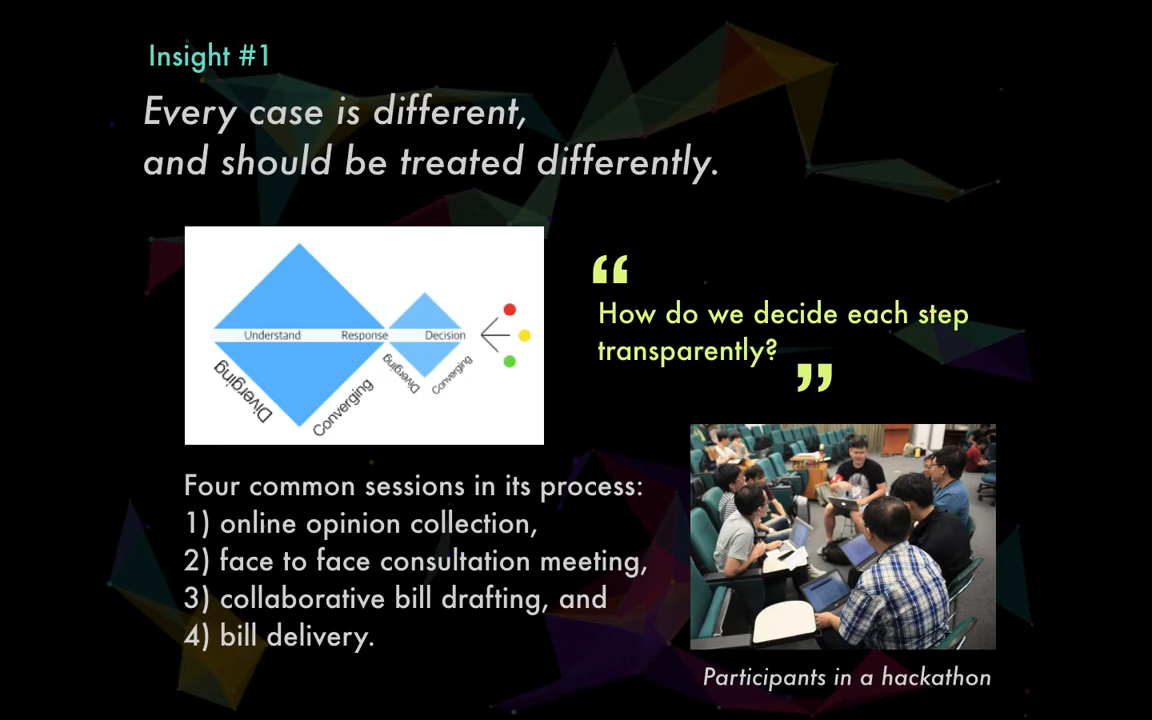 Insight #1
Every case is different,
and should be treated differently.
Understand
Response
Decision
Diverging
Converging
Diverging
Converging
“
How do we decide each step
transparently?
”
Four common sessions in its process:
1) online opinion collection,
2) face to face consultation meeting,
3) collaborative bill drafting, and
4) bill delivery.
Participants in a hackathon